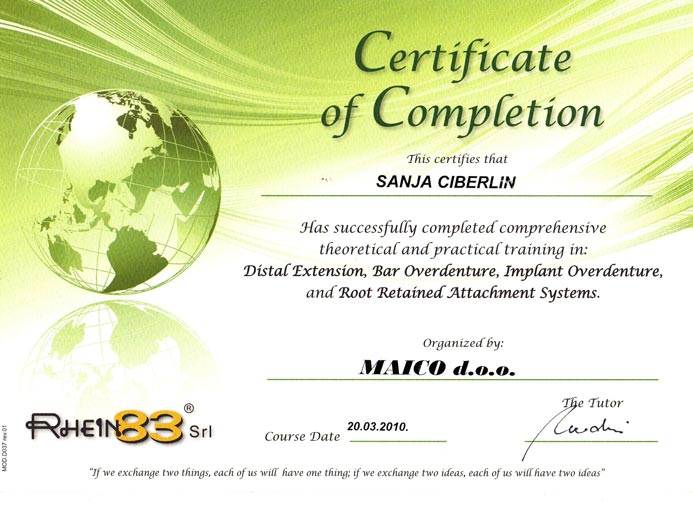 Certificate
of Completion
This certifies that
SANJA CIBERLIN
Has successfully completed comprehensive
theoretical and practical training in:
Distal Extension, Bar Overdenture, Implant Overdenture,
and Root Retained Attachment Systems.
Organized by:
MAICO d.o.o.
The Tutor
Course Date 20.03.2010.
RHEIN83® Srl
MOD.D037 rev.01
"If we exchange two things, each of us will have one thing; if we exchange two ideas, each of us will have two ideas"